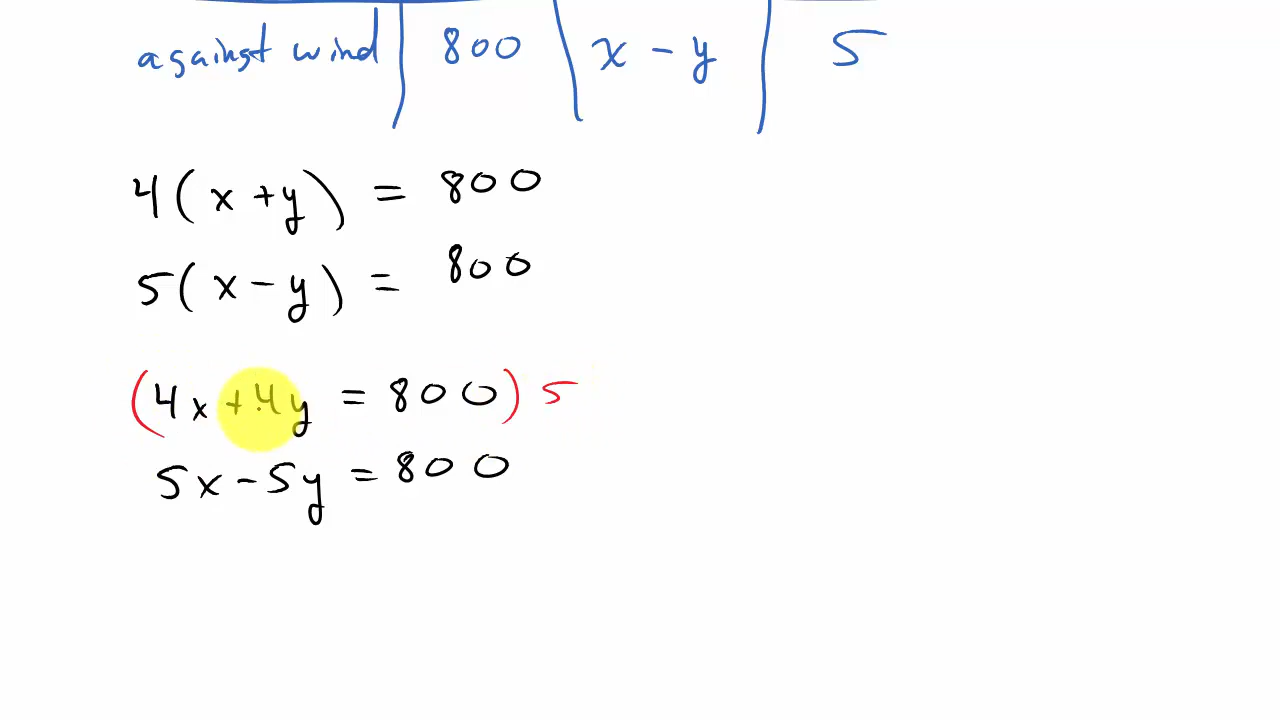 against wind 800 x - y 5
4(x+y) = 800
5(x-y) = 800
(4x+4y = 800)5
5x-5y = 800